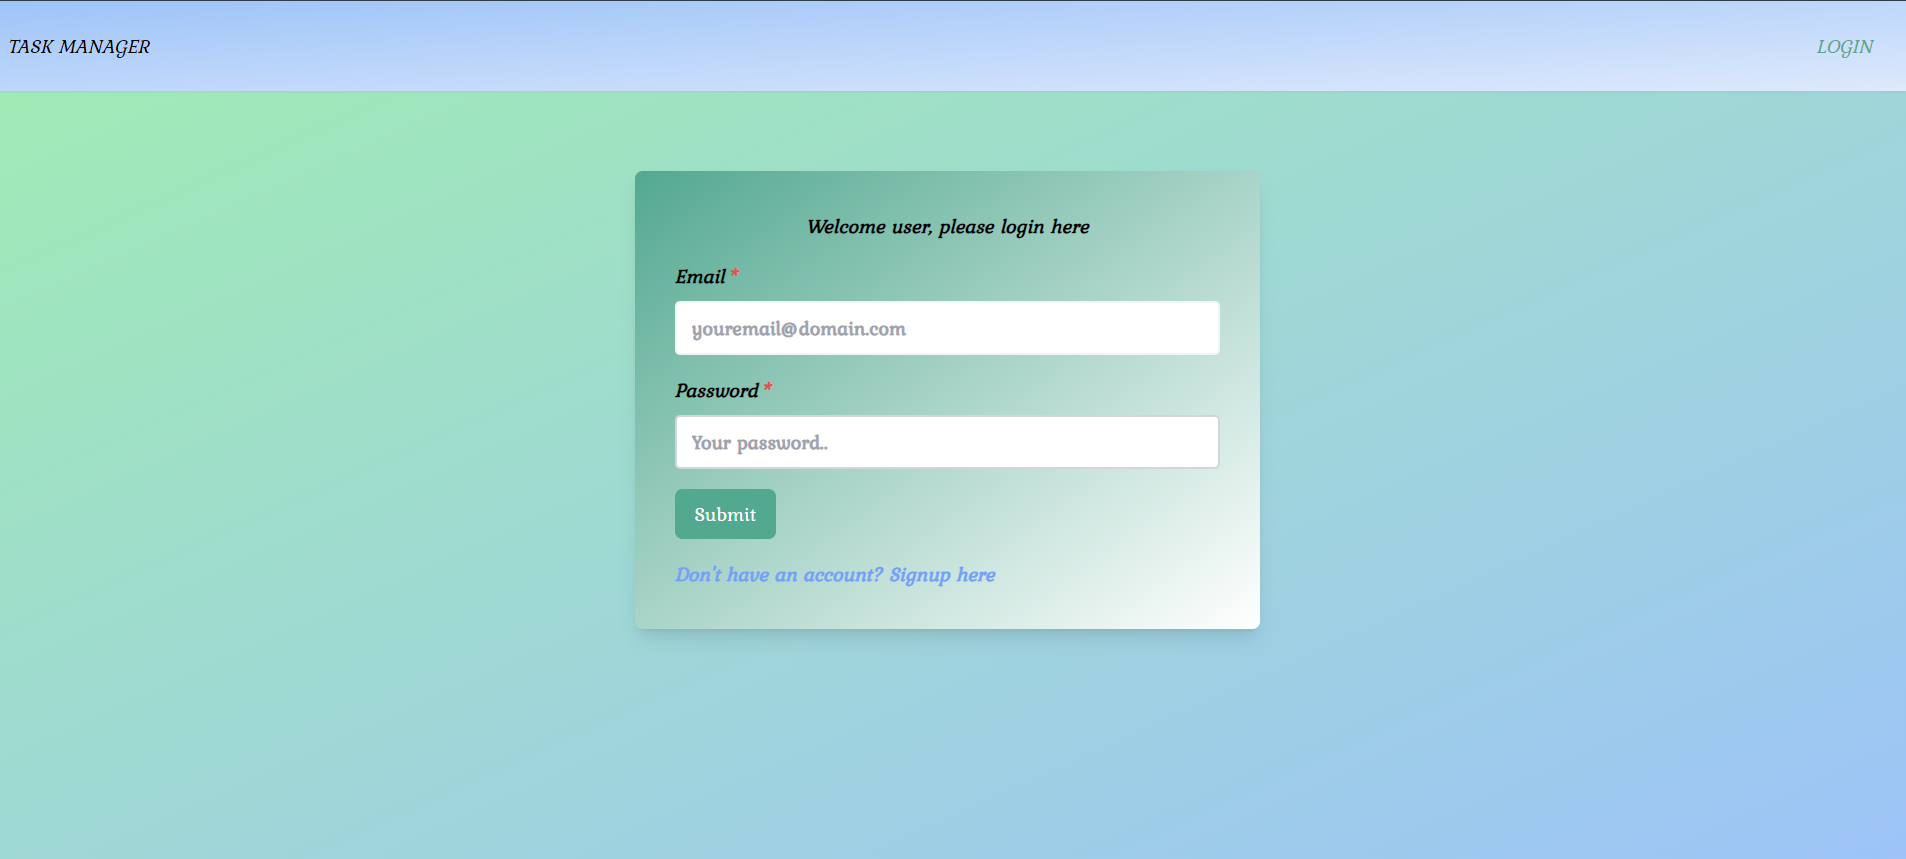 TASK MANAGER
LOGIN
Welcome user, please login here
Email *
youremail@domain.com
Password *
Your password..
Submit
Don't have an account? Signup here